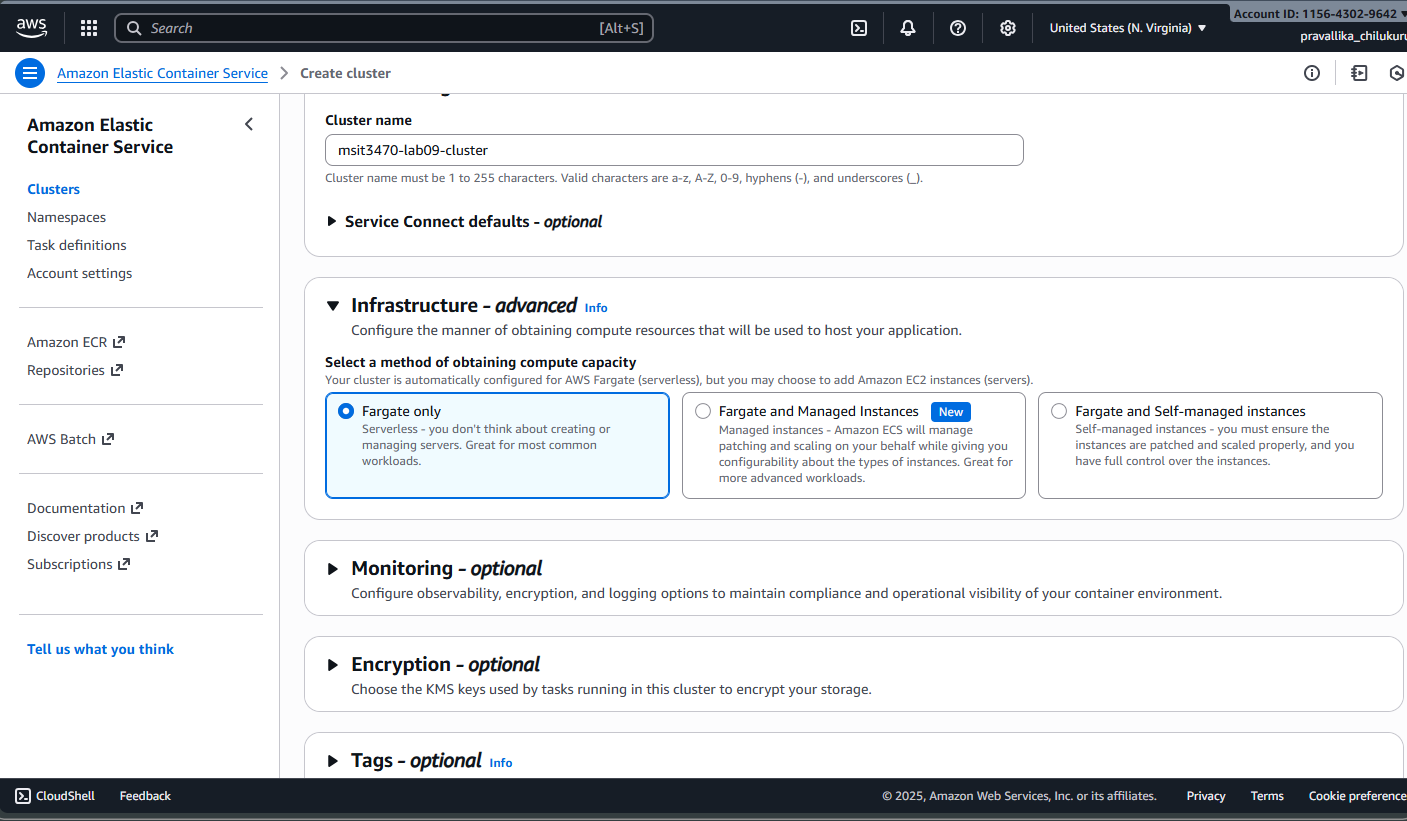 aws
Search [Alt+S]
United States (N. Virginia)
Account ID: 1156-4302-9642
pravallika_chilukuru
Amazon Elastic Container Service > Create cluster
Amazon Elastic
Container Service
Clusters
Namespaces
Task definitions
Account settings
Amazon ECR
Repositories
AWS Batch
Documentation
Discover products
Subscriptions
Tell us what you think
Cluster name
msit3470-lab09-cluster
Cluster name must be 1 to 255 characters. Valid characters are a-z, A-Z, 0-9, hyphens (-), and underscores (_).
Service Connect defaults - optional
Infrastructure - advanced Info
Configure the manner of obtaining compute resources that will be used to host your application.
Select a method of obtaining compute capacity
Your cluster is automatically configured for AWS Fargate (serverless), but you may choose to add Amazon EC2 instances (servers).
Fargate only
Serverless - you don't think about creating or
managing servers. Great for most common
workloads.
Fargate and Managed Instances New
Managed instances - Amazon ECS will manage
patching and scaling on your behalf while giving you
configurability about the types of instances. Great for
more advanced workloads.
Fargate and Self-managed instances
Self-managed instances - you must ensure the
instances are patched and scaled properly, and you
have full control over the instances.
Monitoring - optional
Configure observability, encryption, and logging options to maintain compliance and operational visibility of your container environment.
Encryption - optional
Choose the KMS keys used by tasks running in this cluster to encrypt your storage.
Tags - optional Info
CloudShell Feedback © 2025, Amazon Web Services, Inc. or its affiliates. Privacy Terms Cookie preference